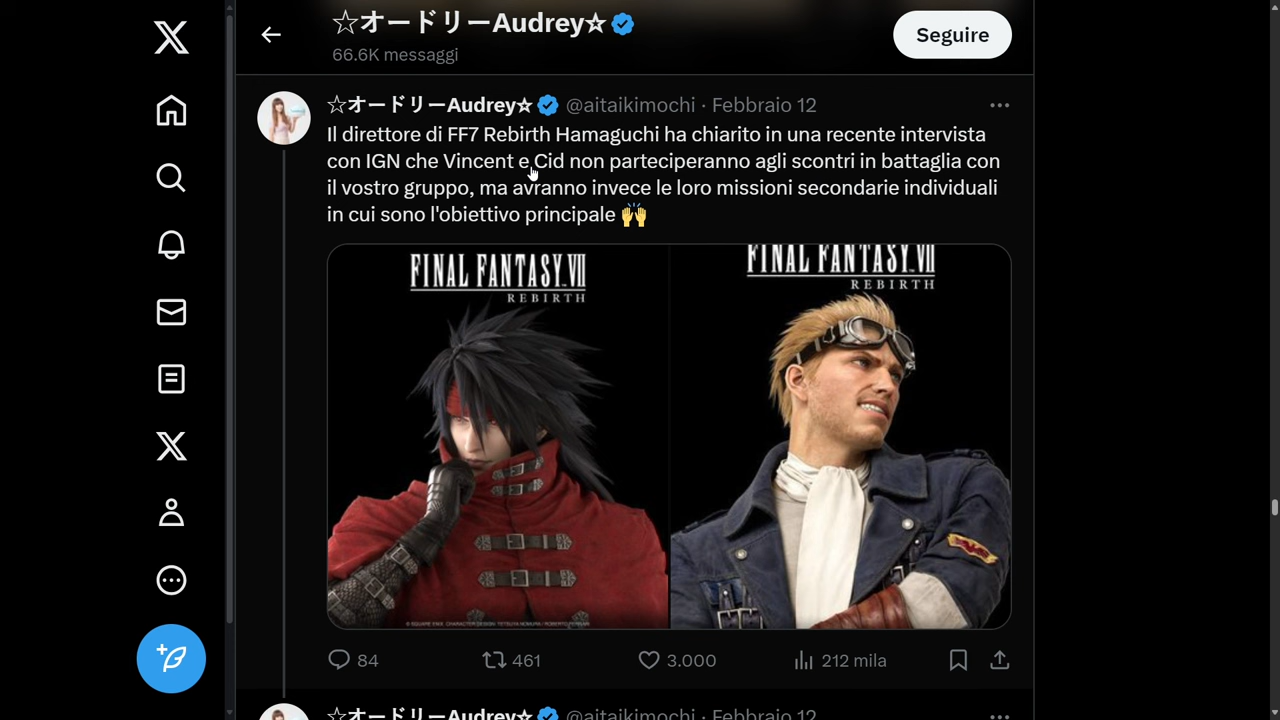 ☆オードリーAudrey☆
66.6K messaggi
Seguire
☆オードリーAudrey☆ @aitaikimochi · Febbraio 12
Il direttore di FF7 Rebirth Hamaguchi ha chiarito in una recente intervista
con IGN che Vincent e Cid non parteciperanno agli scontri in battaglia con
il vostro gruppo, ma avranno invece le loro missioni secondarie individuali
in cui sono l'obiettivo principale 🙌
FINAL FANTASY VII
REBIRTH
FINAL FANTASY VII
REBIRTH
84
461
3.000
212 mila
☆オードリーAudrey☆ @aitaikimochi · Febbraio 12